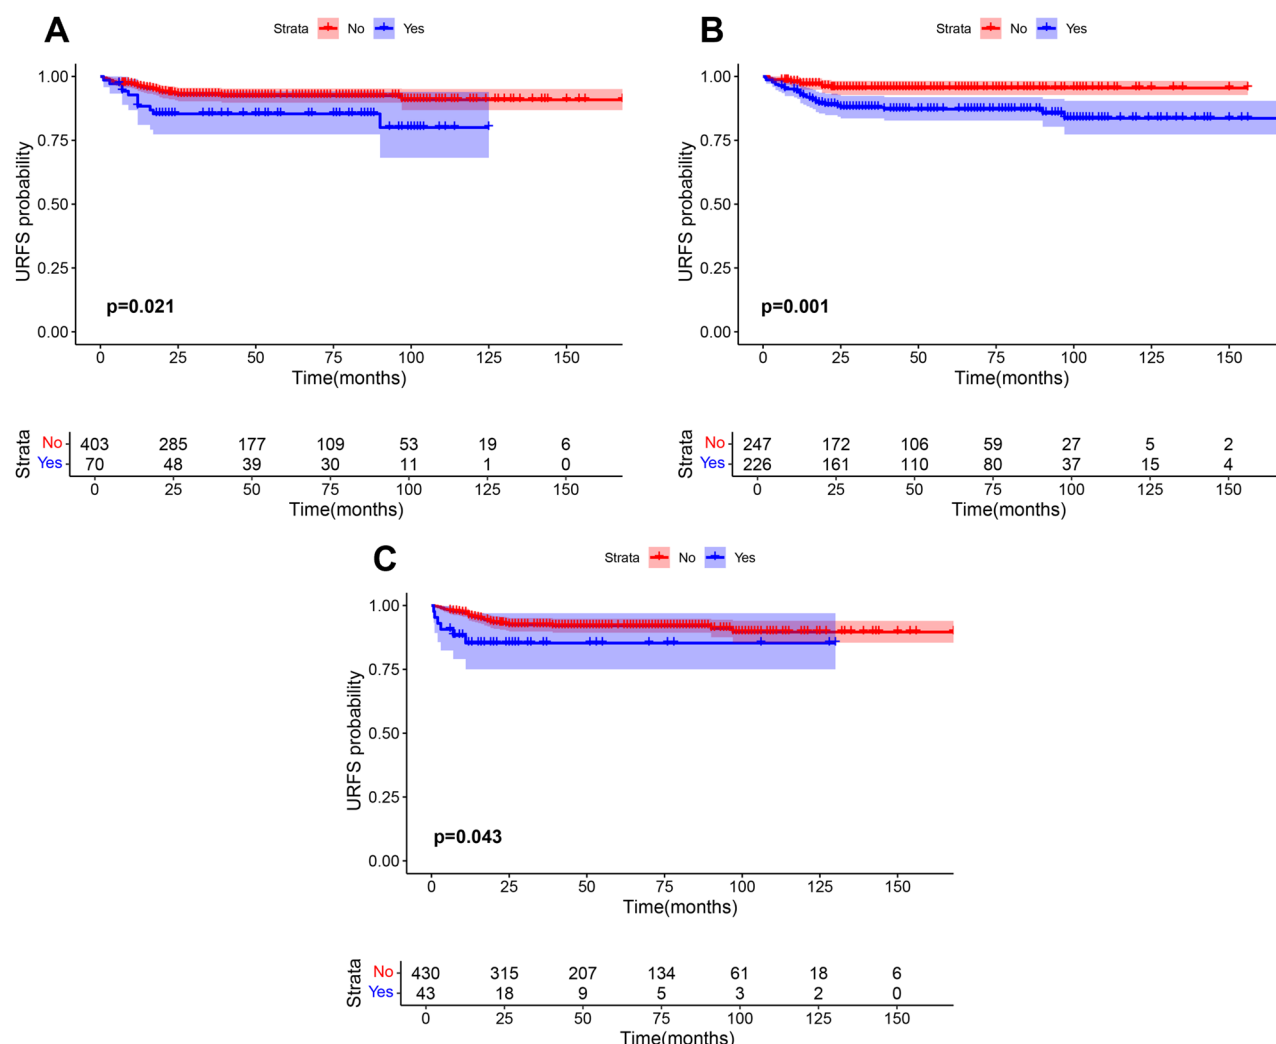 A
Strata No Yes
1.00
0.75
0.50
0.25
0.00
URFS probability
p=0.021
0 25 50 75 100 125 150
Time(months)
Strata
No 403 285 177 109 53 19 6
Yes 70 48 39 30 11 1 0
0 25 50 75 100 125 150
Time(months)
B
Strata No Yes
1.00
0.75
0.50
0.25
0.00
URFS probability
p=0.001
0 25 50 75 100 125 150
Time(months)
Strata
No 247 172 106 59 27 5 2
Yes 226 161 110 80 37 15 4
0 25 50 75 100 125 150
Time(months)
C
Strata No Yes
1.00
0.75
0.50
0.25
0.00
URFS probability
p=0.043
0 25 50 75 100 125 150
Time(months)
Strata
No 430 315 207 134 61 18 6
Yes 43 18 9 5 3 2 0
0 25 50 75 100 125 150
Time(months)